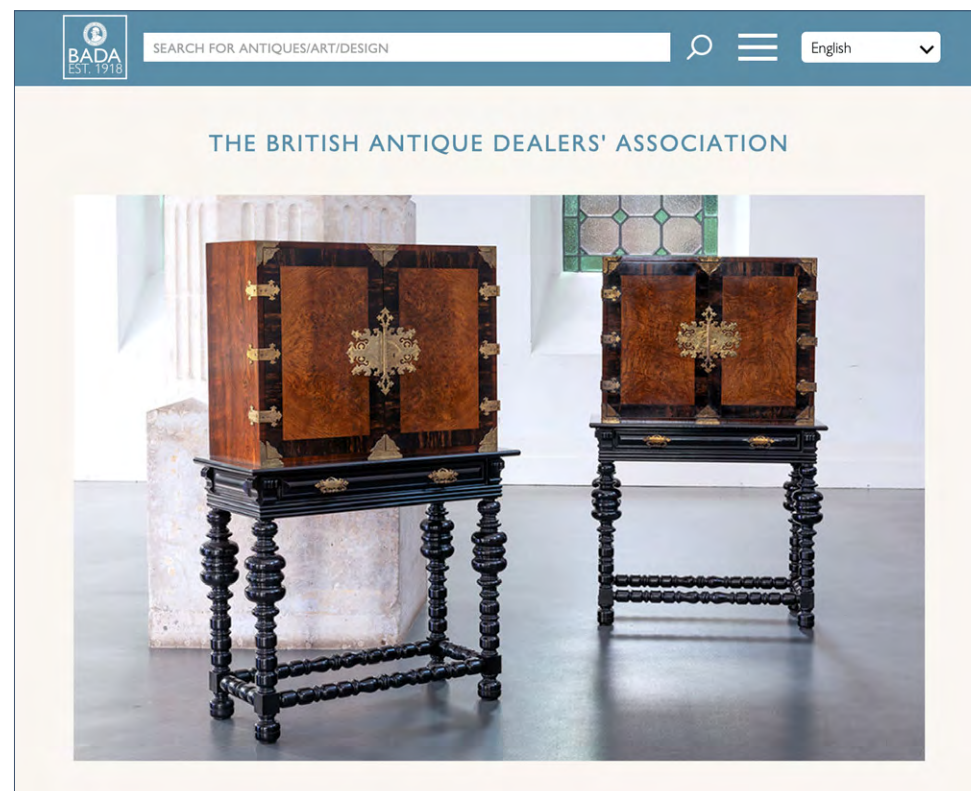 BADA
EST. 1918
SEARCH FOR ANTIQUES/ART/DESIGN
English
THE BRITISH ANTIQUE DEALERS' ASSOCIATION